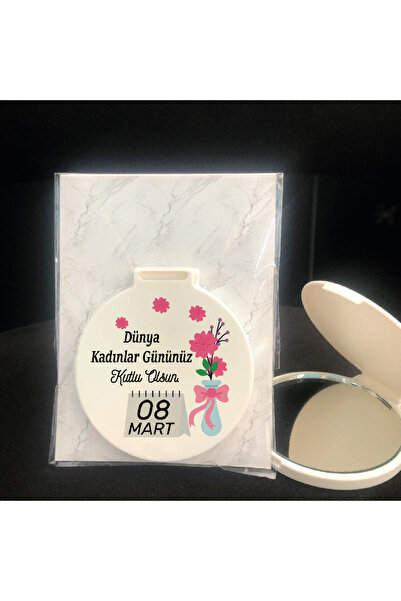 Dünya
Kadınlar Gününüz
Kutlu Olsun.
08
MART